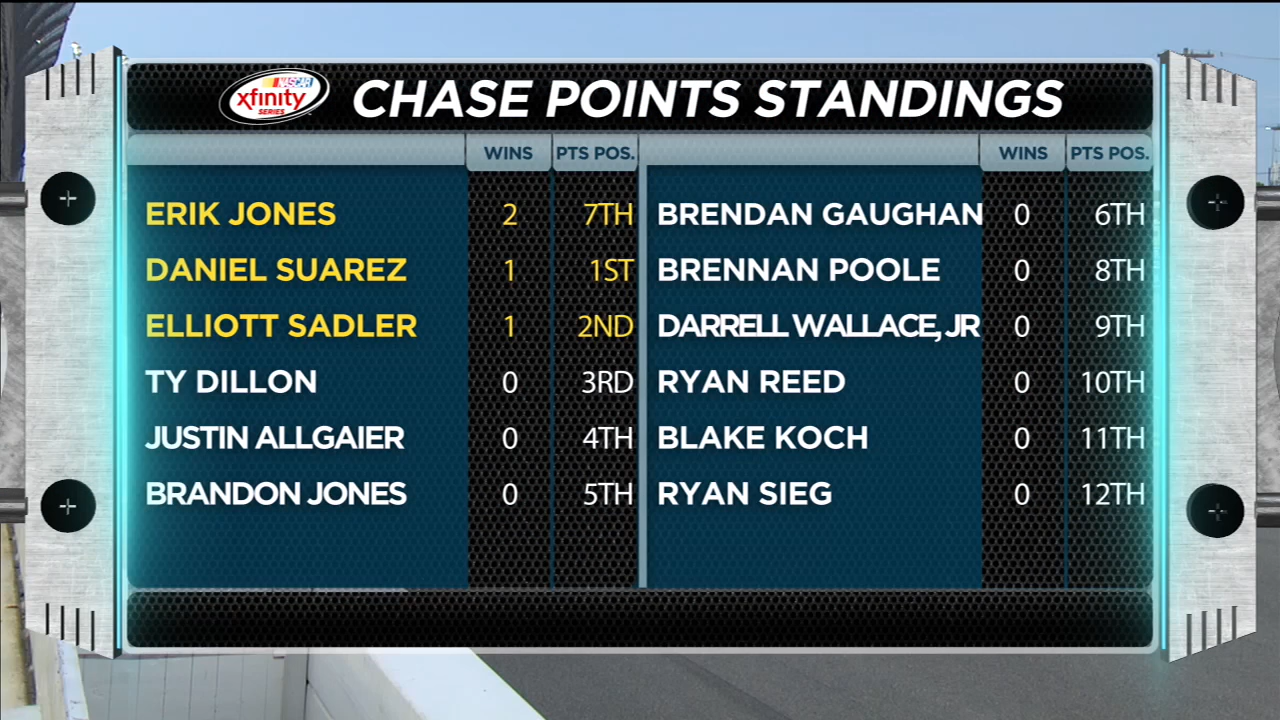 NASCAR
xfinity
SERIES
CHASE POINTS STANDINGS
WINS PTS POS. WINS PTS POS.
ERIK JONES 2 7TH BRENDAN GAUGHAN 0 6TH
DANIEL SUAREZ 1 1ST BRENNAN POOLE 0 8TH
ELLIOTT SADLER 1 2ND DARRELL WALLACE, JR 0 9TH
TY DILLON 0 3RD RYAN REED 0 10TH
JUSTIN ALLGAIER 0 4TH BLAKE KOCH 0 11TH
BRANDON JONES 0 5TH RYAN SIEG 0 12TH